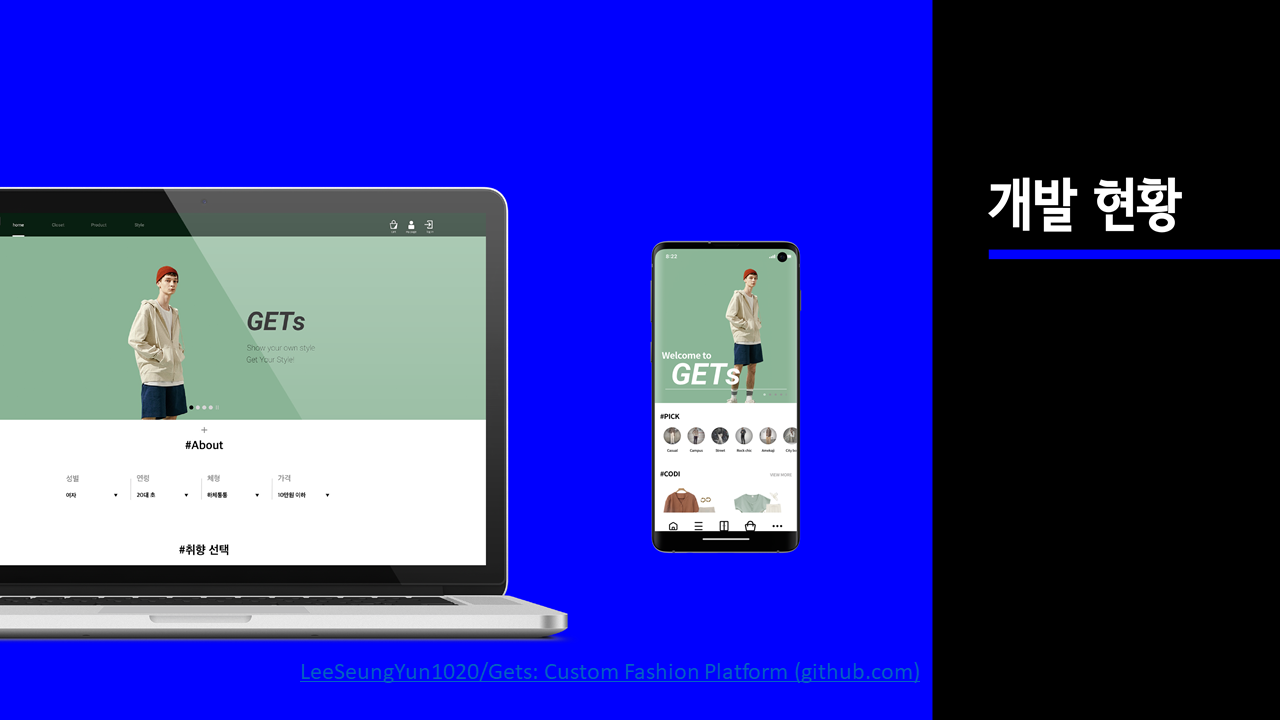 개발 현황
home Closet Product Style
GETs
Show your own style
Get Your Style!
+
#About
성별 연령 체형 가격
여자 ▼ 20대 초 ▼ 하체통통 ▼ 10만원 이하 ▼
#취향 선택
6:22
Welcome to
GETs
#PICK
Casual Campus Street Rock chic Amekaji
#CODI VIEW MORE
LeeSeungYun1020/Gets: Custom Fashion Platform (github.com)